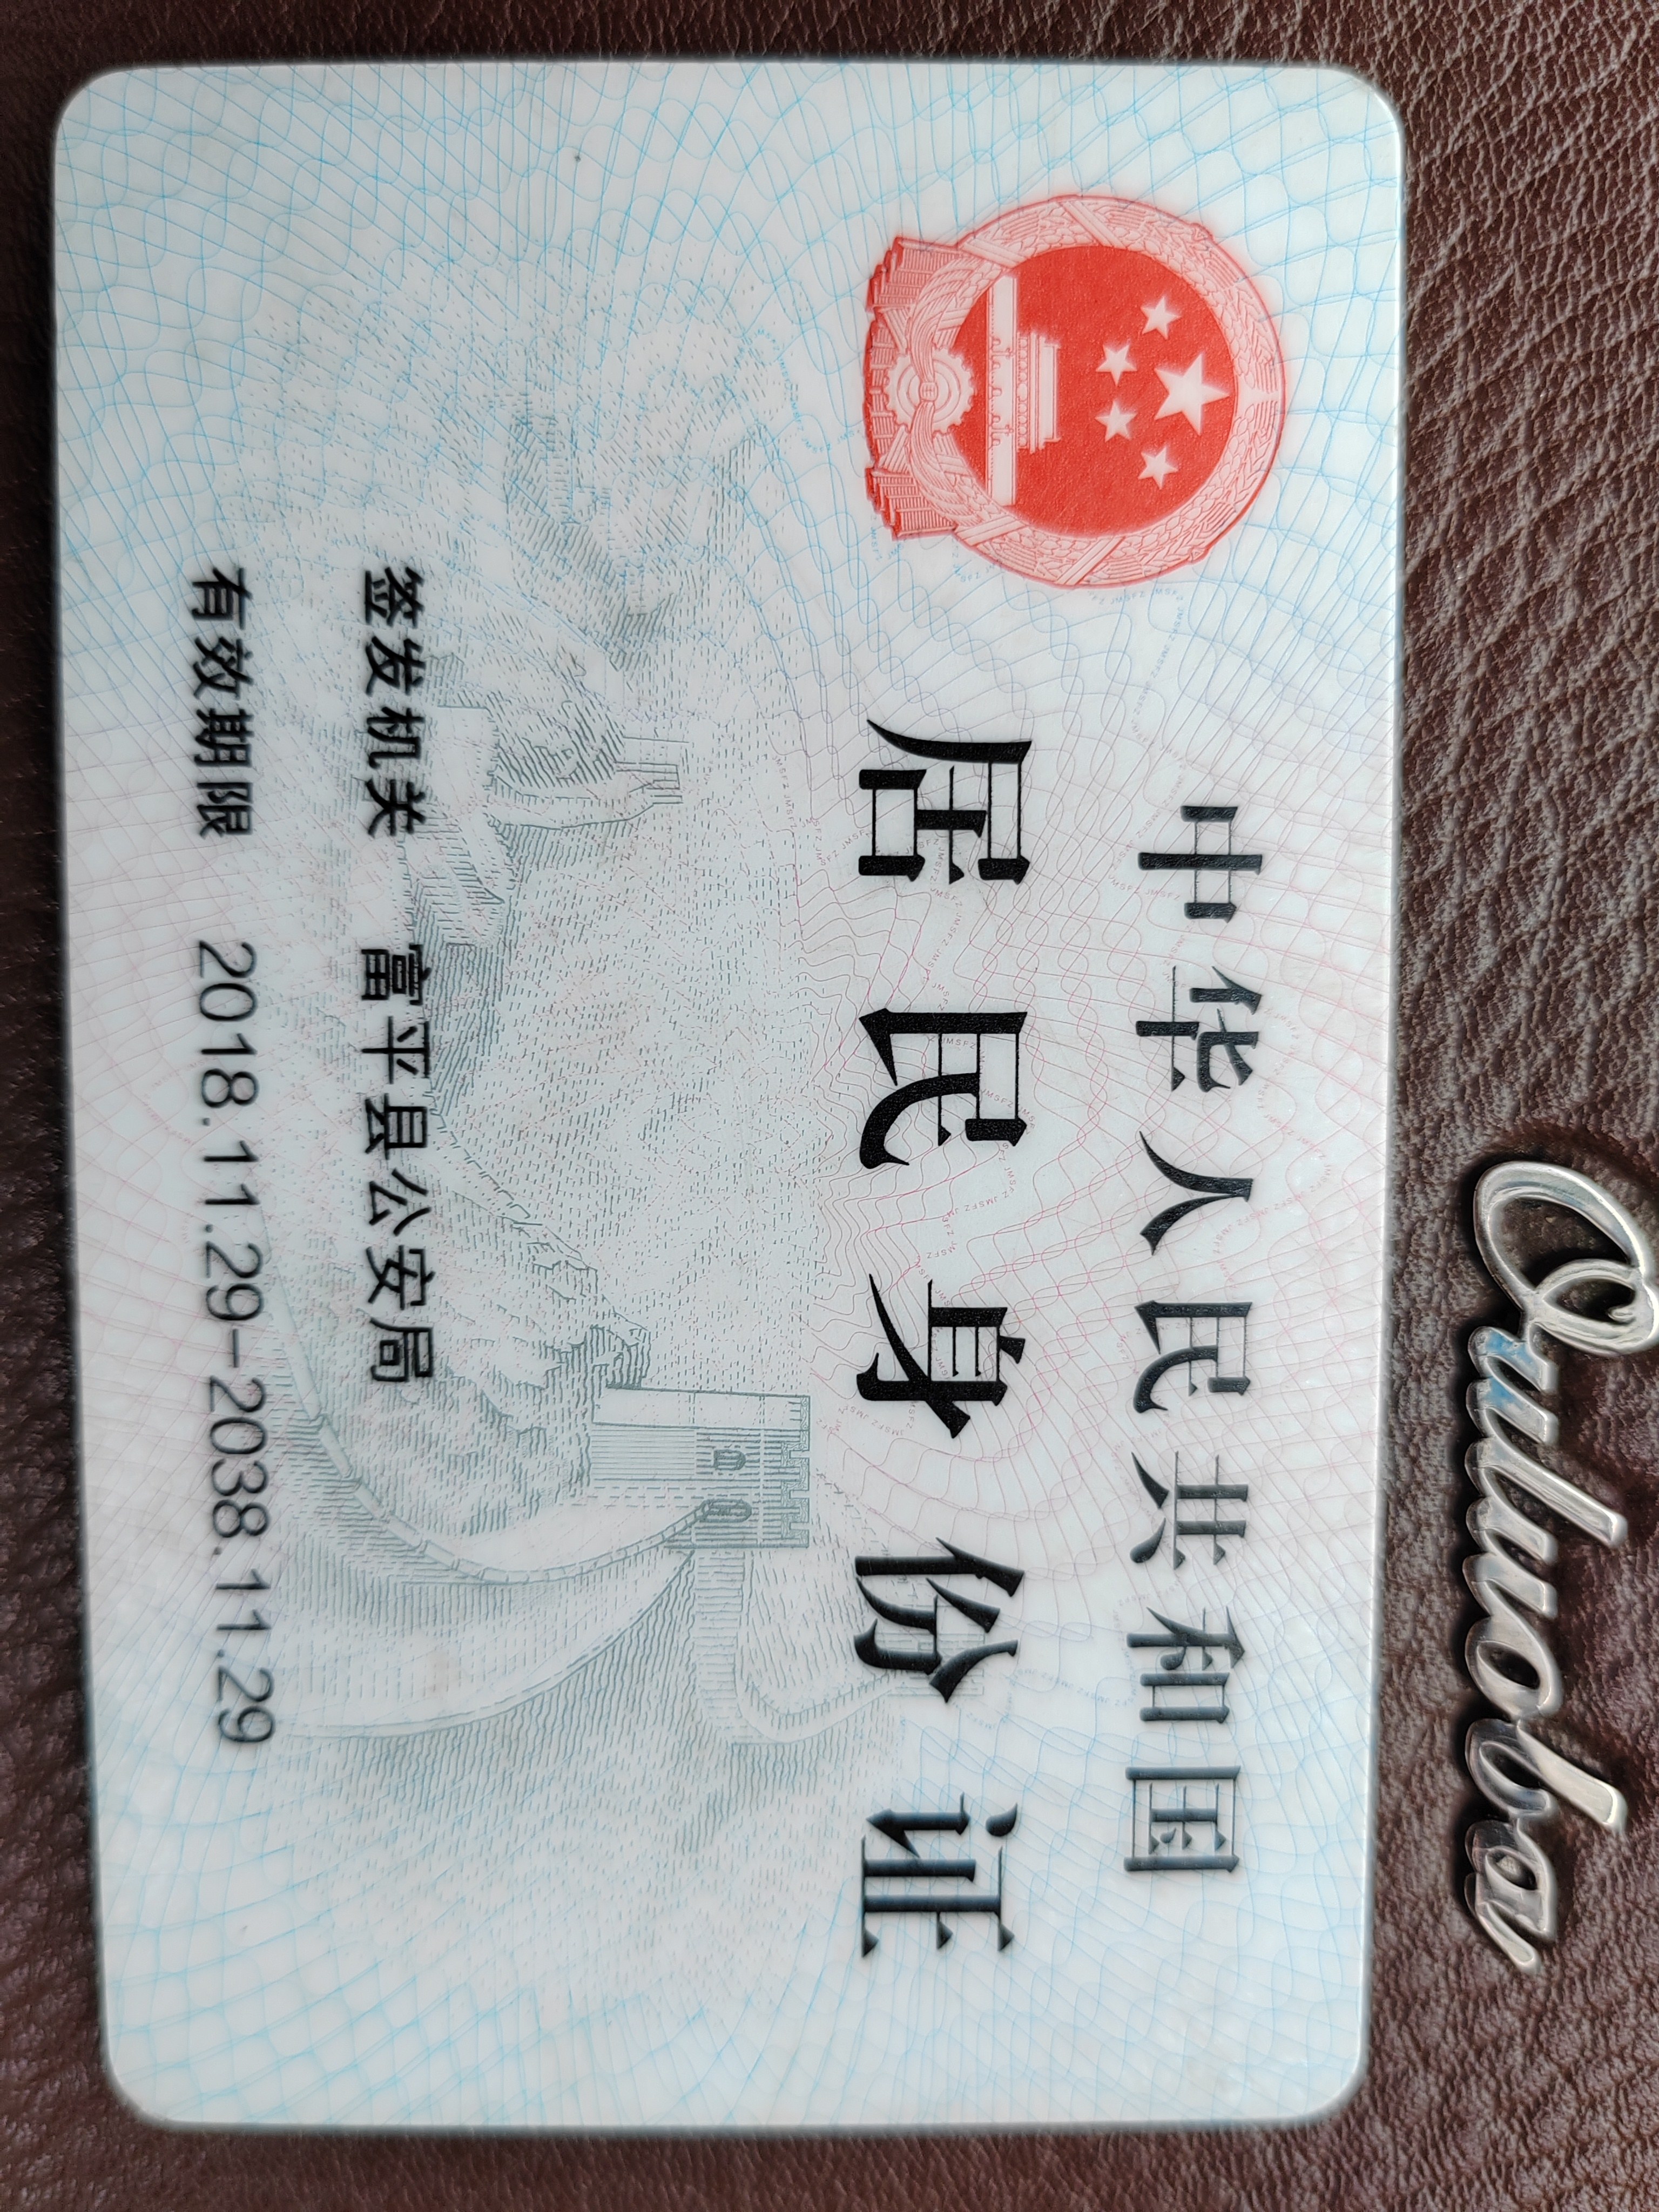 中华人民共和国
居民身份证
签发机关 富平县公安局
有效期限 2018.11.29-2038.11.29